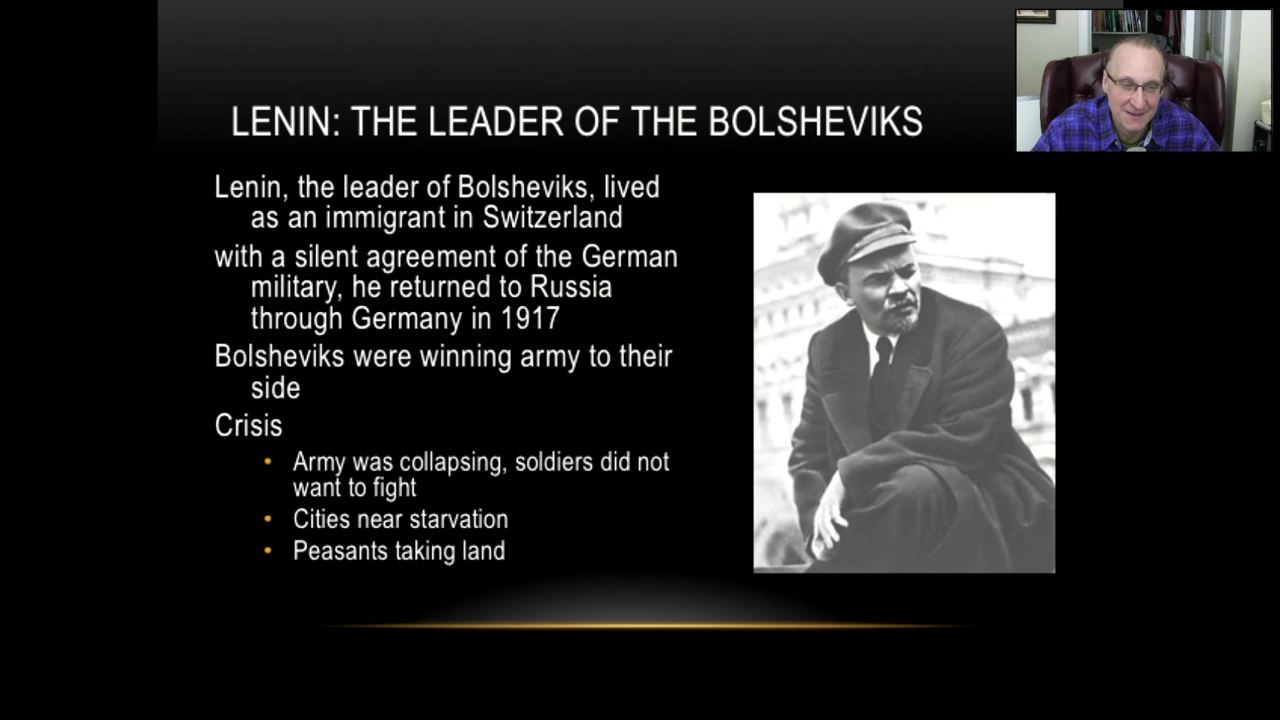 LENIN: THE LEADER OF THE BOLSHEVIKS
Lenin, the leader of Bolsheviks, lived
as an immigrant in Switzerland
with a silent agreement of the German
military, he returned to Russia
through Germany in 1917
Bolsheviks were winning army to their
side
Crisis
• Army was collapsing, soldiers did not
want to fight
• Cities near starvation
• Peasants taking land